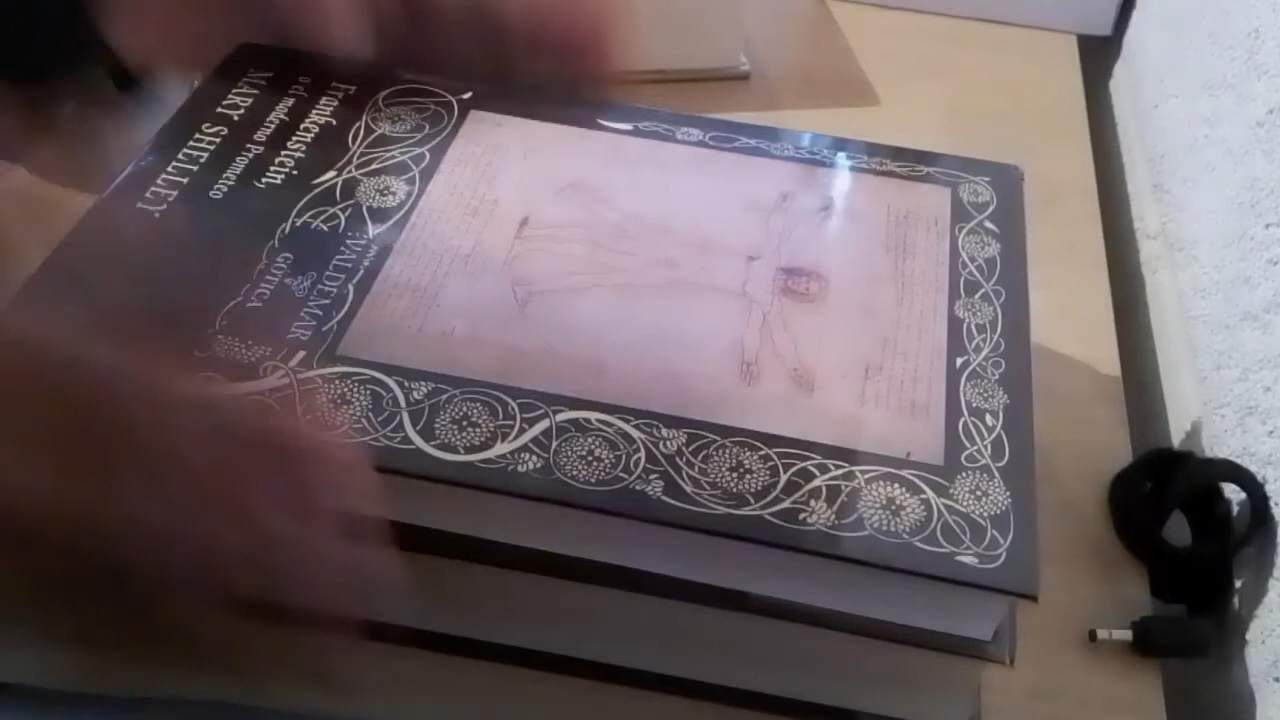 MARY SHELLEY
Frankenstein,
o el moderno Prometeo
VALDEMAR
GÓTICA